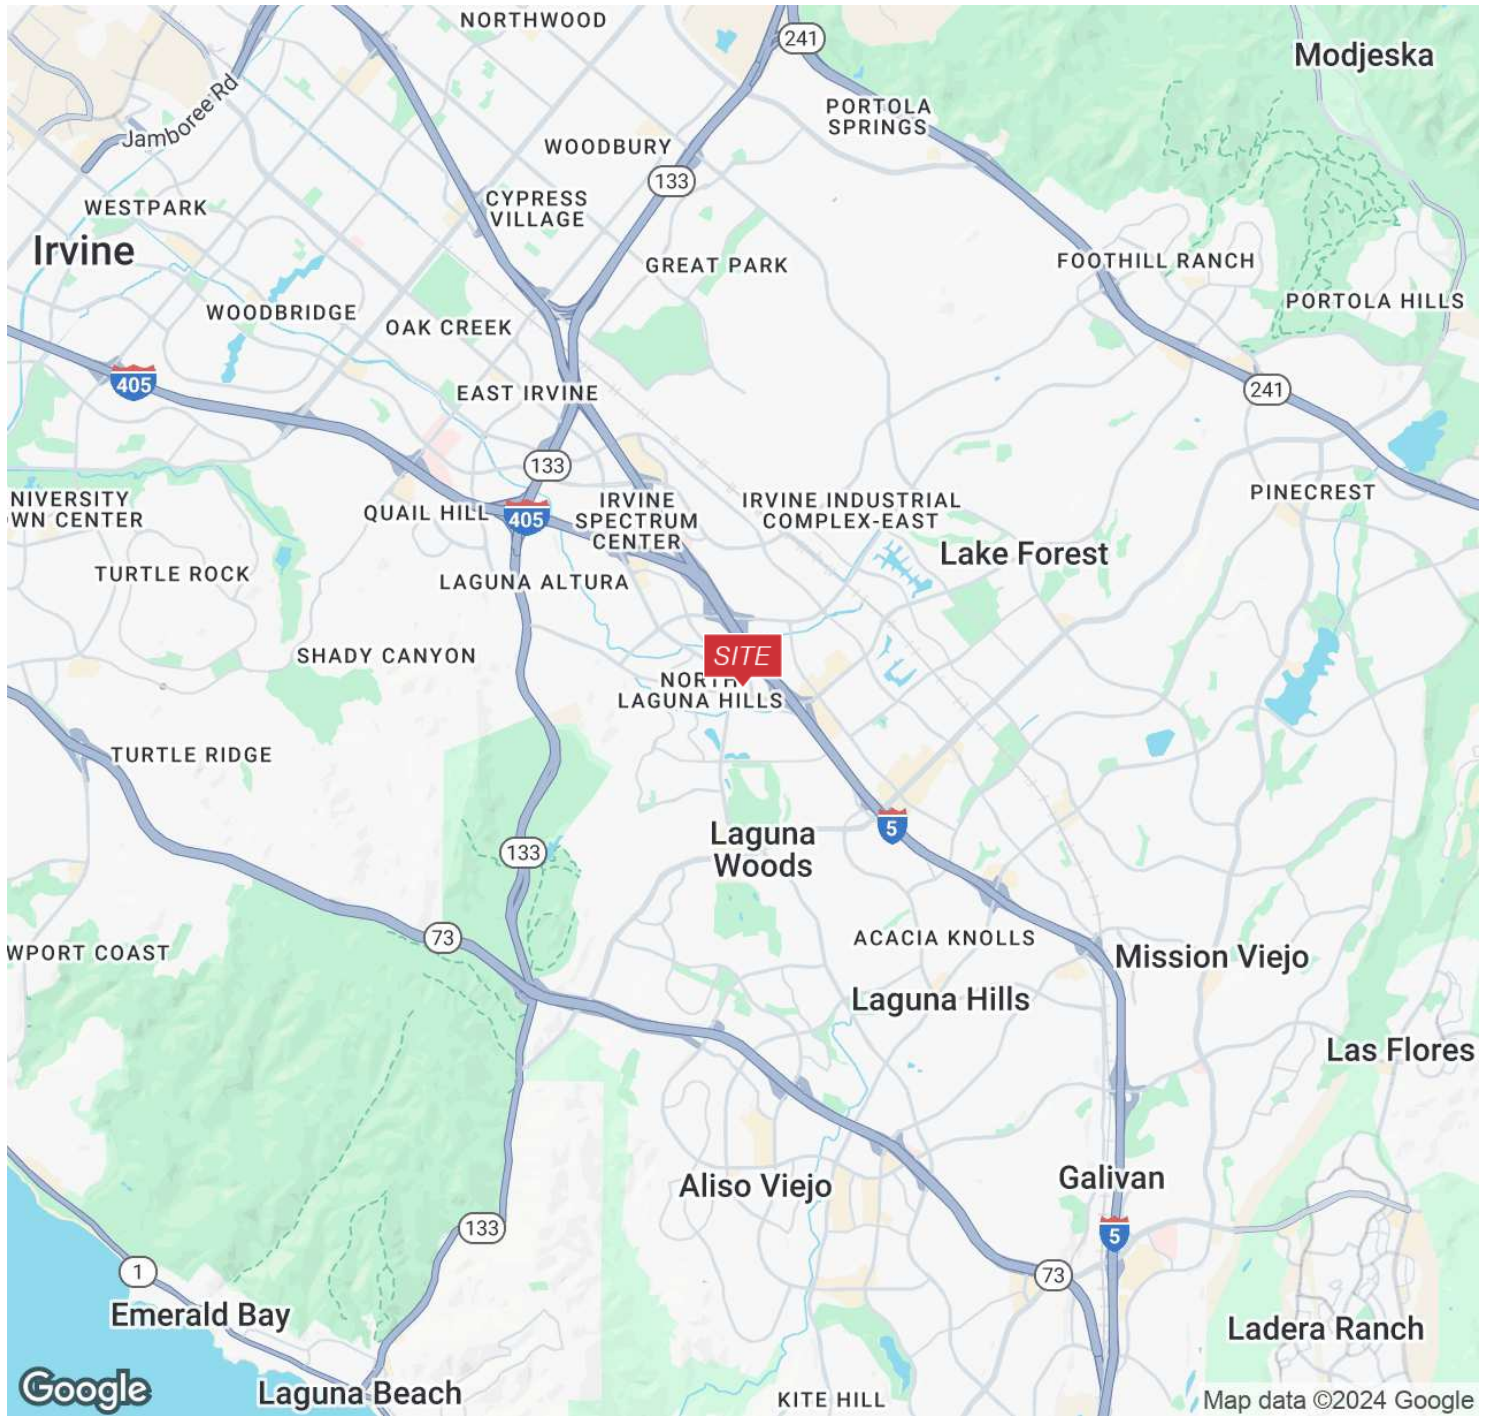 NORTHWOOD
241
Modjeska
Jamboree Rd
PORTOLA
SPRINGS
WOODBURY
133
CYPRESS
VILLAGE
WESTPARK
Irvine
GREAT PARK
FOOTHILL RANCH
PORTOLA HILLS
WOODBRIDGE
OAK CREEK
405
EAST IRVINE
241
133
NIVERSITY
WN CENTER
QUAIL HILL
405
IRVINE
SPECTRUM
CENTER
IRVINE INDUSTRIAL
COMPLEX-EAST
PINECREST
Lake Forest
TURTLE ROCK
LAGUNA ALTURA
SHADY CANYON
SITE
NORTH
LAGUNA HILLS
TURTLE RIDGE
5
Laguna
Woods
133
73
ACACIA KNOLLS
WPORT COAST
Mission Viejo
Laguna Hills
Las Flores
Aliso Viejo
Galivan
133
5
1
73
Emerald Bay
Ladera Ranch
Google
Laguna Beach
KITE HILL
Map data ©2024 Google